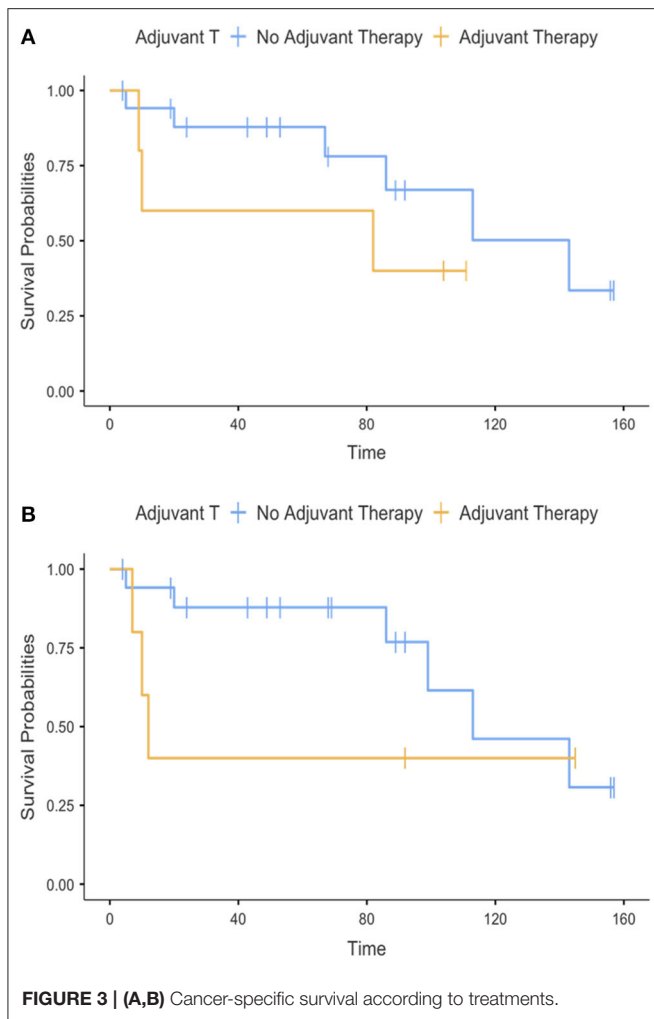 A
Adjuvant T No Adjuvant Therapy Adjuvant Therapy
1.00
0.75
0.50
0.25
0.00
Survival Probabilities
0 40 80 120 160
Time
B
Adjuvant T No Adjuvant Therapy Adjuvant Therapy
1.00
0.75
0.50
0.25
0.00
Survival Probabilities
0 40 80 120 160
Time
FIGURE 3 | (A,B) Cancer-specific survival according to treatments.